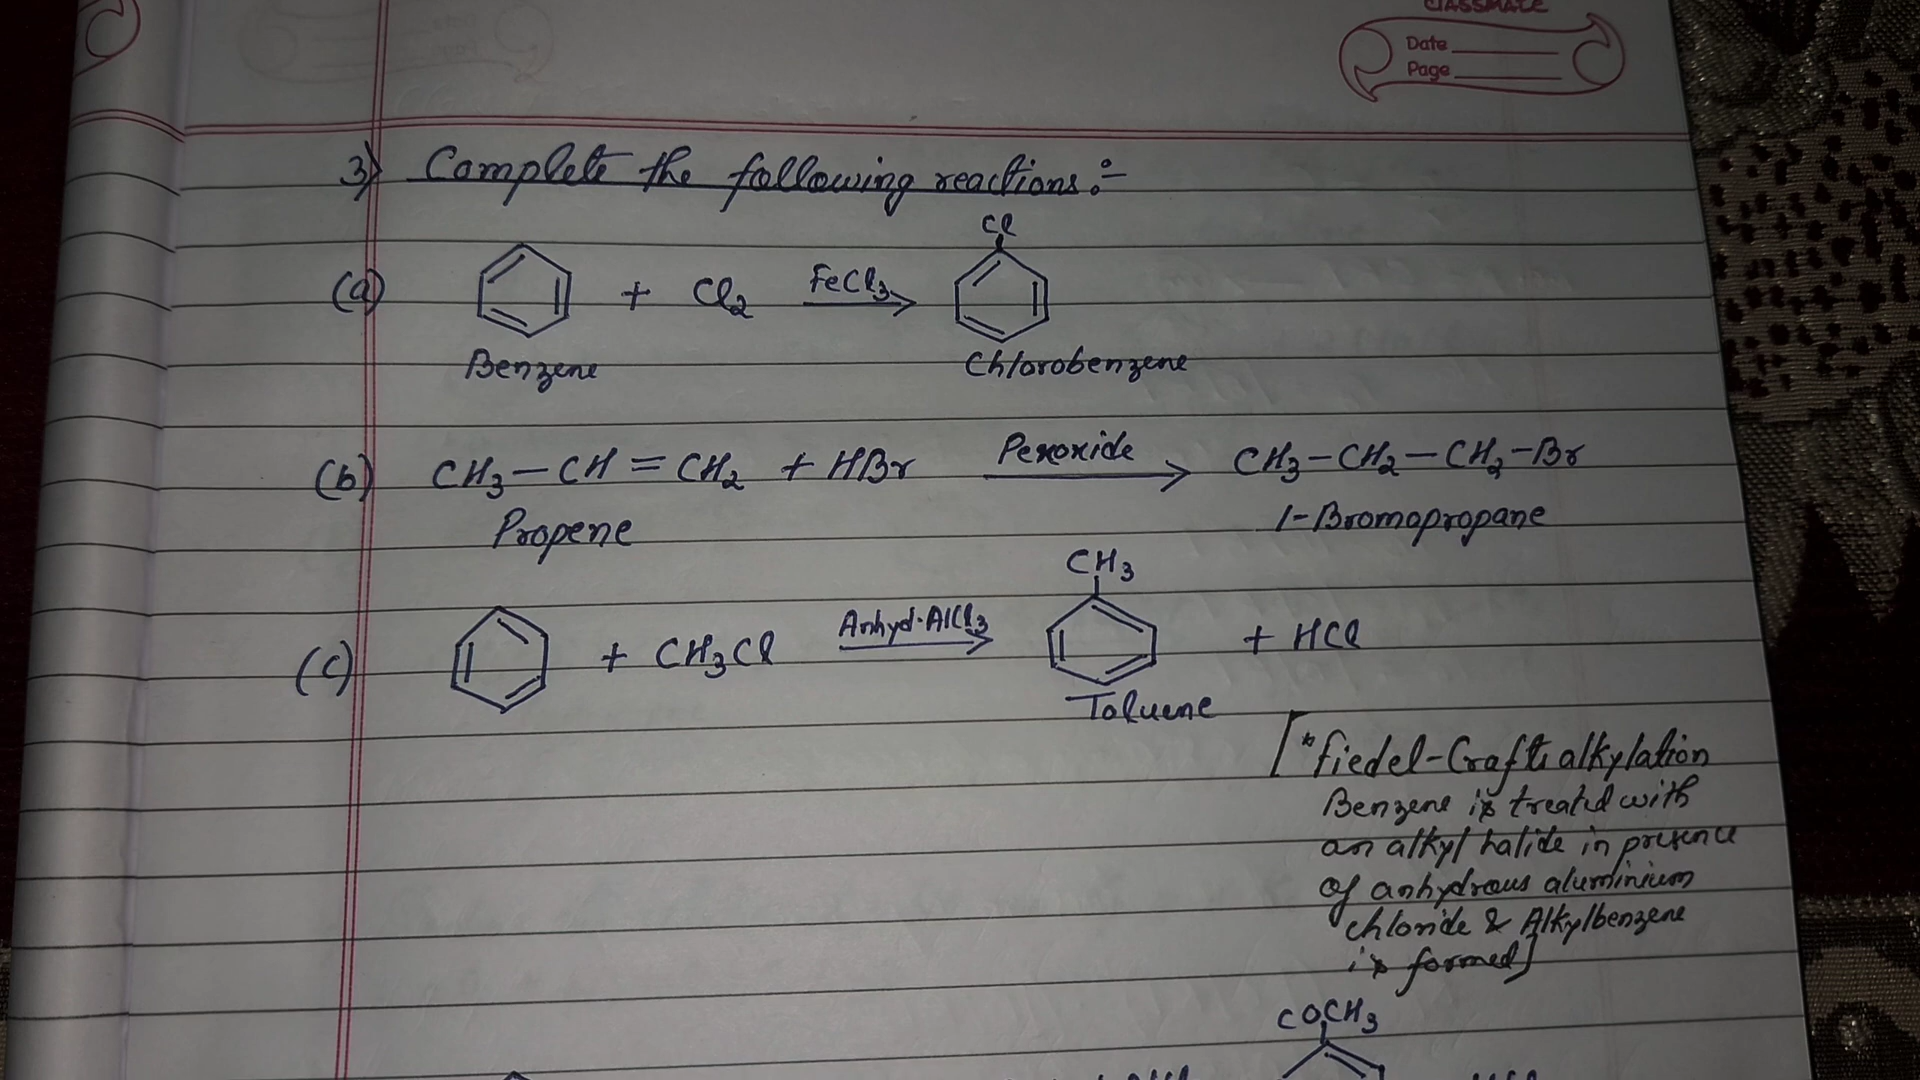 CLASSMATE
Date
Page
3) Complete the following reactions:-
Cl
(a) + Cl2 FeCl3
Benzene Chlorobenzene
(b) CH3-CH=CH2 + HBr Peroxide CH3-CH2-CH2-Br
Propene 1-Bromopropane
CH3
(c) + CH3Cl Anhyd. AlCl3 + HCl
Toluene
[*fiedel-Crafts alkylation
Benzene is treated with
an alkyl halide in presence
of anhydrous aluminium
chloride & Alkylbenzene
is formed]
COCH3